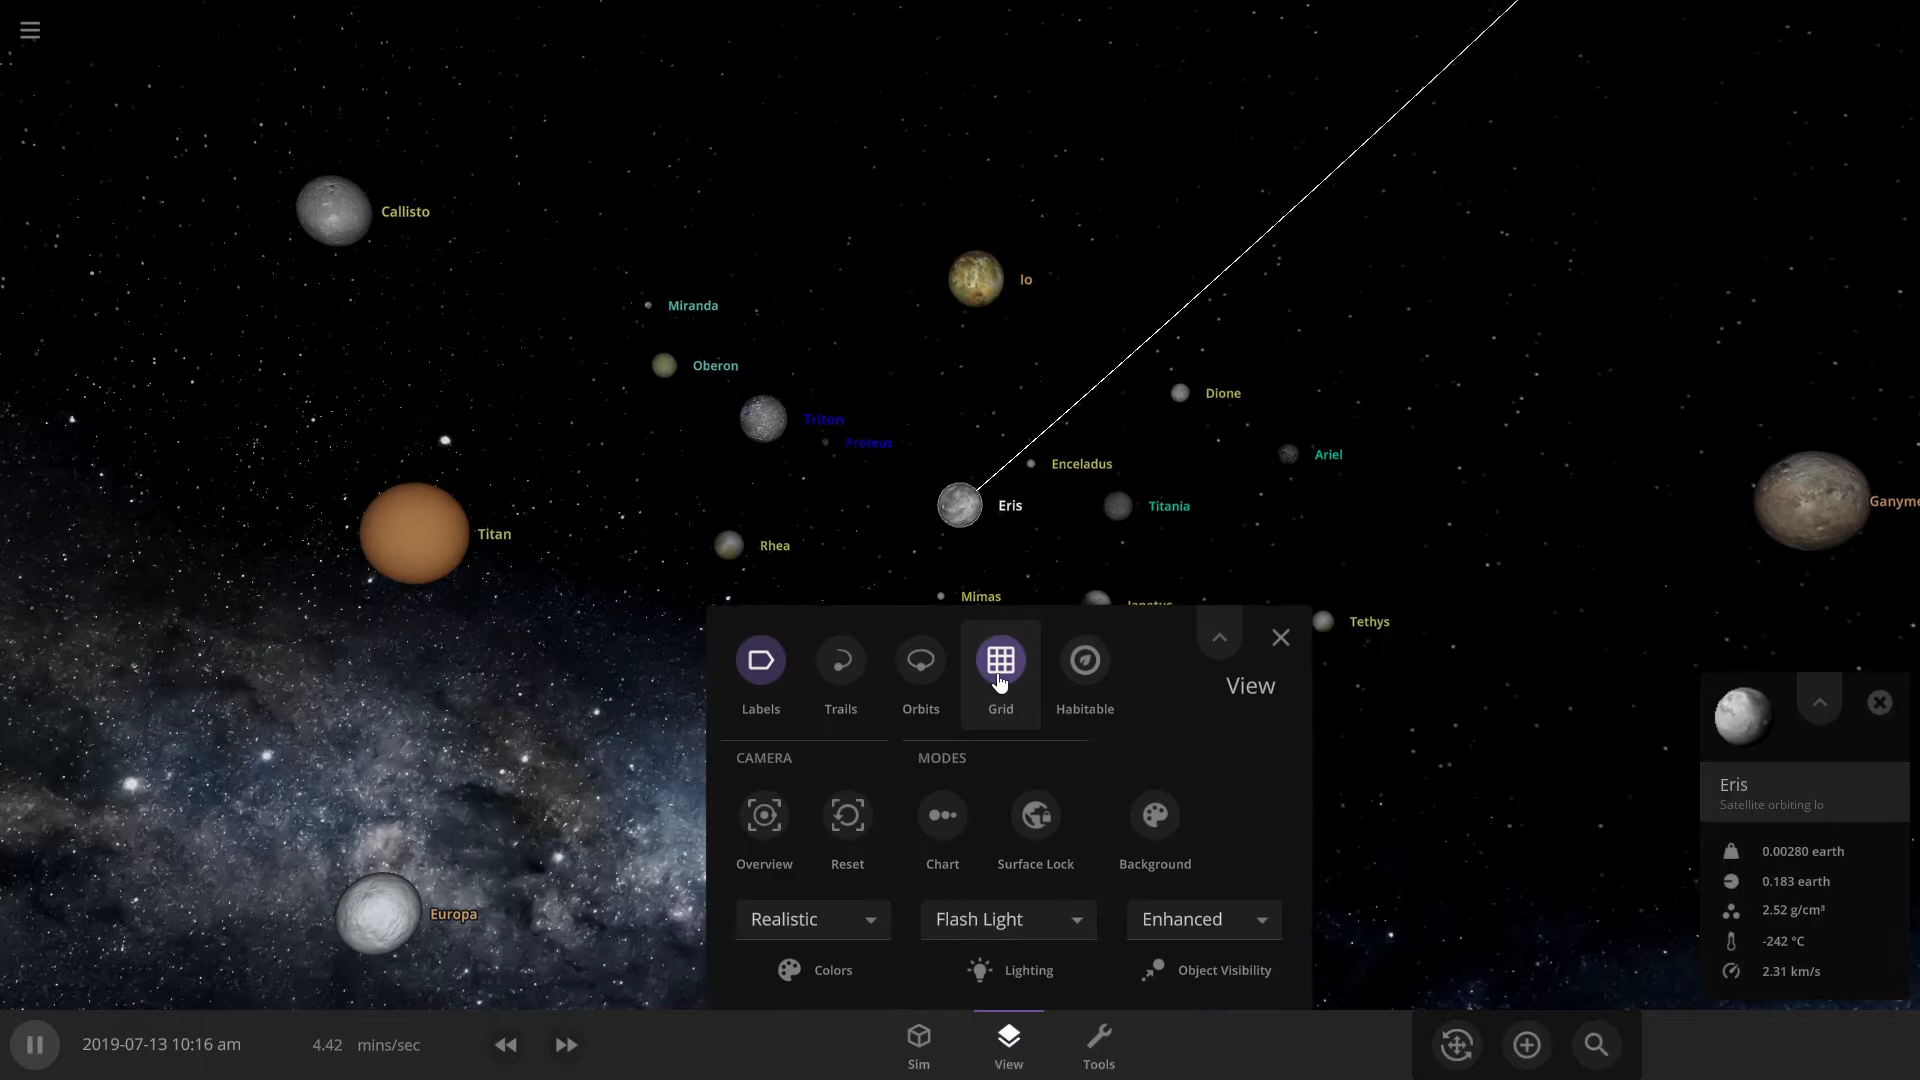 Callisto
Io
Miranda
Oberon
Dione
Triton
Proteus
Ariel
Enceladus
Ganyme
Eris
Titania
Titan
Rhea
Mimas
Iapetus
Tethys
Europa
Labels
Trails
Orbits
Grid
Habitable
View
CAMERA
MODES
Overview
Reset
Chart
Surface Lock
Background
Realistic
Flash Light
Enhanced
Colors
Lighting
Object Visibility
Eris
Satellite orbiting Io
0.00280 earth
0.183 earth
2.52 g/cm³
-242 °C
2.31 km/s
2019-07-13 10:16 am
4.42 mins/sec
Sim
View
Tools